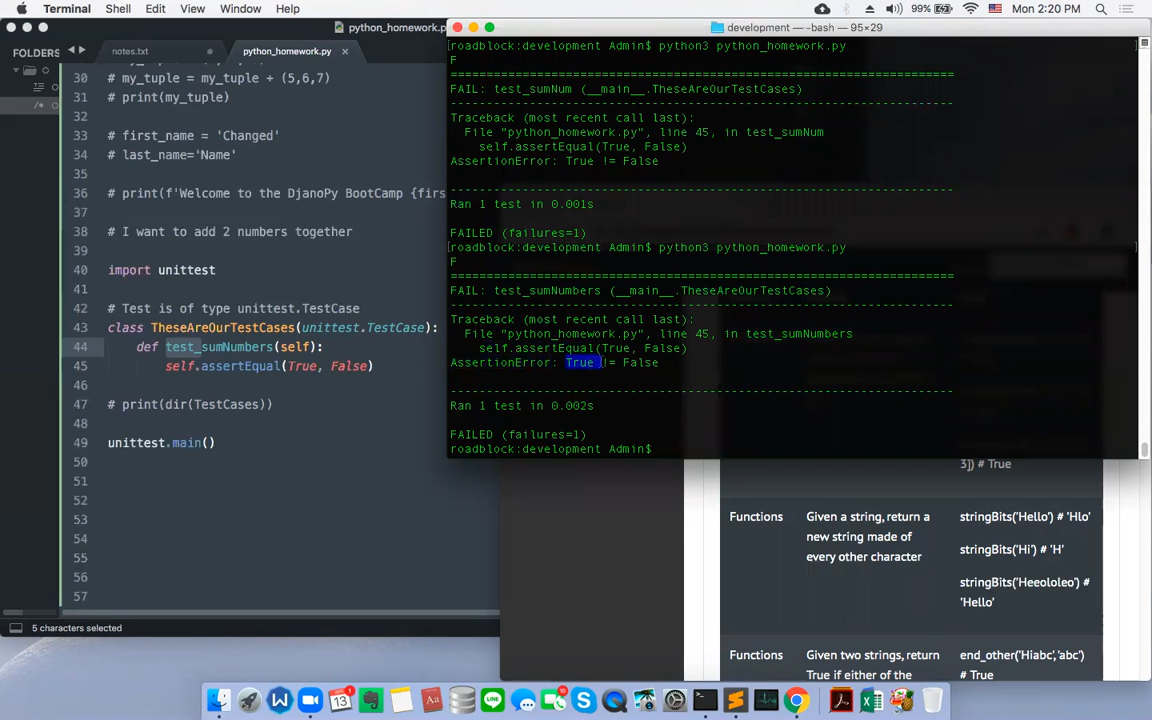 Terminal Shell Edit View Window Help
99% Mon 2:20 PM
python_homework.p
development — -bash — 95×29
FOLDERS
notes.txt
python_homework.py
30 # my_tuple = my_tuple + (5,6,7)
31 # print(my_tuple)
32
33 # first_name = 'Changed'
34 # last_name='Name'
35
36 # print(f'Welcome to the DjanoPy BootCamp {firs
37
38 # I want to add 2 numbers together
39
40 import unittest
41
42 # Test is of type unittest.TestCase
43 class TheseAreOurTestCases(unittest.TestCase):
44 def test_sumNumbers(self):
45 self.assertEqual(True, False)
46
47 # print(dir(TestCases))
48
49 unittest.main()
50
51
52
53
54
55
56
57
5 characters selected
[roadblock:development Admin$ python3 python_homework.py ]
F
======================================================================
FAIL: test_sumNum (__main__.TheseAreOurTestCases)
----------------------------------------------------------------------
Traceback (most recent call last):
File "python_homework.py", line 45, in test_sumNum
self.assertEqual(True, False)
AssertionError: True != False
----------------------------------------------------------------------
Ran 1 test in 0.001s
FAILED (failures=1)
[roadblock:development Admin$ python3 python_homework.py ]
F
======================================================================
FAIL: test_sumNumbers (__main__.TheseAreOurTestCases)
----------------------------------------------------------------------
Traceback (most recent call last):
File "python_homework.py", line 45, in test_sumNumbers
self.assertEqual(True, False)
AssertionError: True != False
----------------------------------------------------------------------
Ran 1 test in 0.002s
FAILED (failures=1)
roadblock:development Admin$
3]) # True
Functions
Given a string, return a
new string made of
every other character
stringBits('Hello') # 'Hlo'
stringBits('Hi') # 'H'
stringBits('Heeololeo') #
'Hello'
Functions
Given two strings, return
True if either of the
end_other('Hiabc', 'abc')
# True